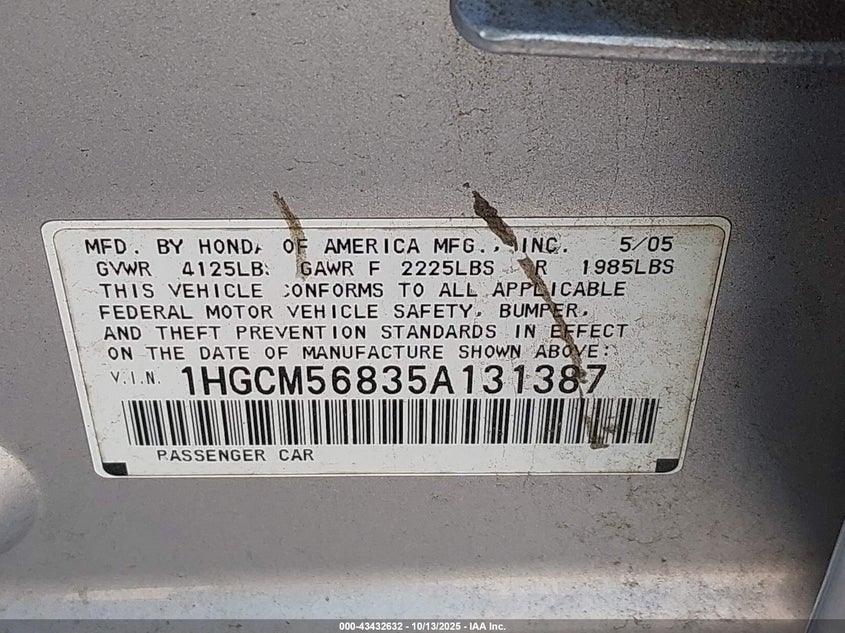 MFD. BY HONDA OF AMERICA MFG., INC. 5/05
GVWR 4125LBS GAWR F 2225LBS R 1985LBS
THIS VEHICLE CONFORMS TO ALL APPLICABLE
FEDERAL MOTOR VEHICLE SAFETY, BUMPER,
AND THEFT PREVENTION STANDARDS IN EFFECT
ON THE DATE OF MANUFACTURE SHOWN ABOVE:
V.I.N. 1HGCM56835A131387
PASSENGER CAR
000-43432632 - 10/13/2025 - IAA Inc.